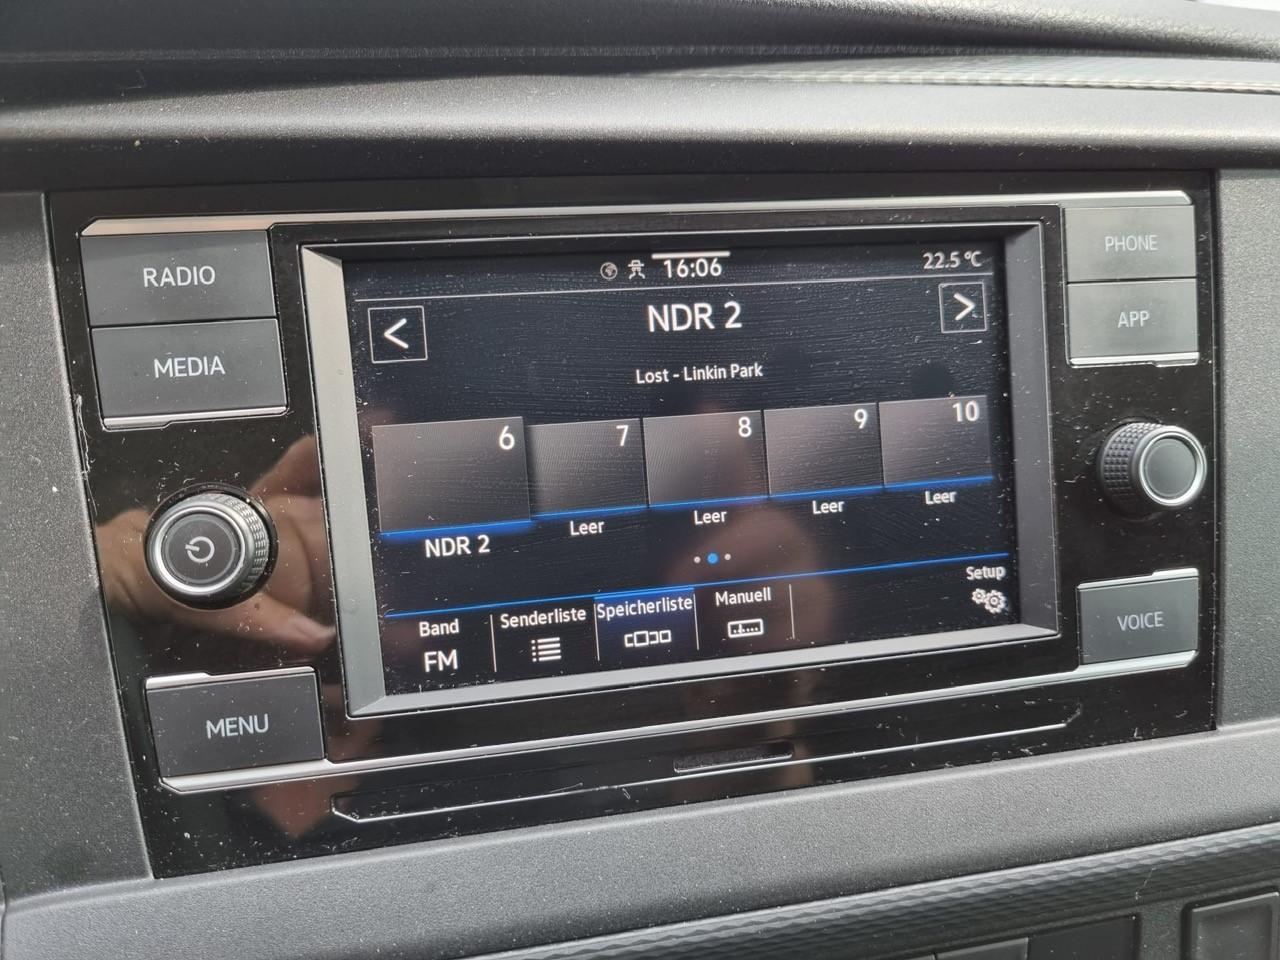 RADIO
MEDIA
MENU
16:06
22.5 °C
<
NDR 2
>
Lost - Linkin Park
6
7
8
9
10
NDR 2
Leer
Leer
Leer
Leer
Band
FM
Senderliste
Speicherliste
Manuell
Setup
PHONE
APP
VOICE